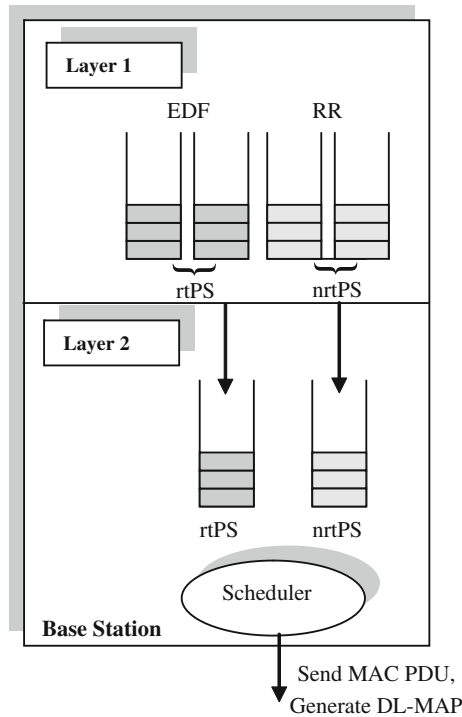 Layer 1
EDF RR
rtPS nrtPS
Layer 2
rtPS nrtPS
Scheduler
Base Station
Send MAC PDU,
Generate DL-MAP